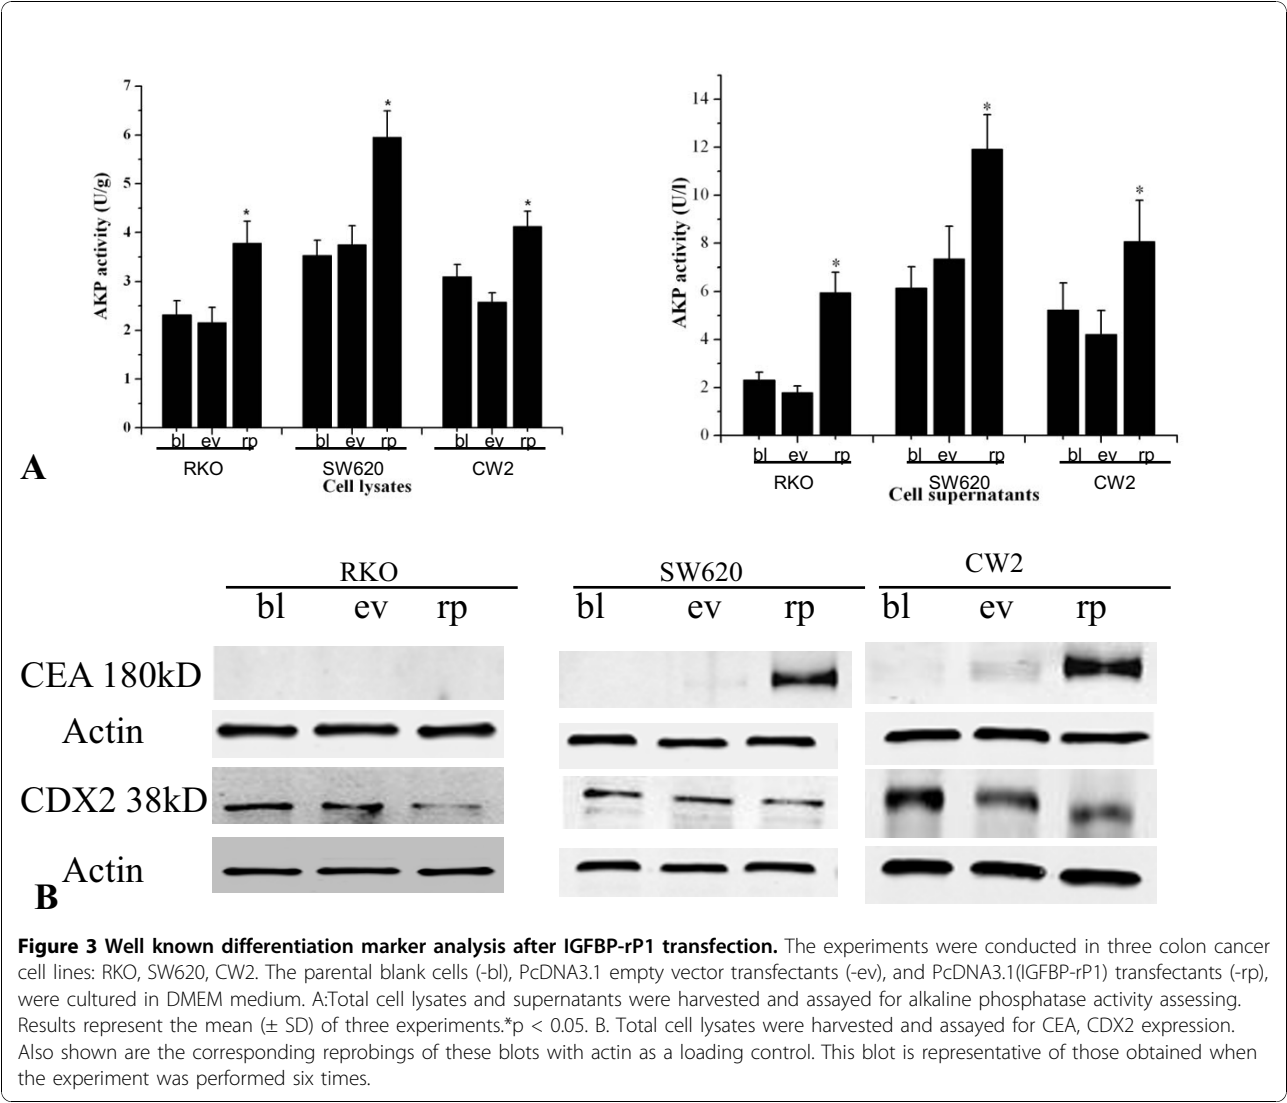 7
6
5
4
3
2
1
0
AKP activity (U/g)
*
*
*
bl ev rp
bl ev rp
bl ev rp
RKO
SW620
CW2
Cell lysates
14
12
10
8
6
4
2
0
AKP activity (U/l)
*
*
*
bl ev rp
bl ev rp
bl ev rp
RKO
SW620
CW2
Cell supernatants
A
RKO
SW620
CW2
bl ev rp
bl ev rp
bl ev rp
CEA 180kD
Actin
CDX2 38kD
Actin
B
Figure 3 Well known differentiation marker analysis after IGFBP-rP1 transfection. The experiments were conducted in three colon cancer
cell lines: RKO, SW620, CW2. The parental blank cells (-bl), PcDNA3.1 empty vector transfectants (-ev), and PcDNA3.1(IGFBP-rP1) transfectants (-rp),
were cultured in DMEM medium. A:Total cell lysates and supernatants were harvested and assayed for alkaline phosphatase activity assessing.
Results represent the mean (± SD) of three experiments.*p < 0.05. B. Total cell lysates were harvested and assayed for CEA, CDX2 expression.
Also shown are the corresponding reprobings of these blots with actin as a loading control. This blot is representative of those obtained when
the experiment was performed six times.